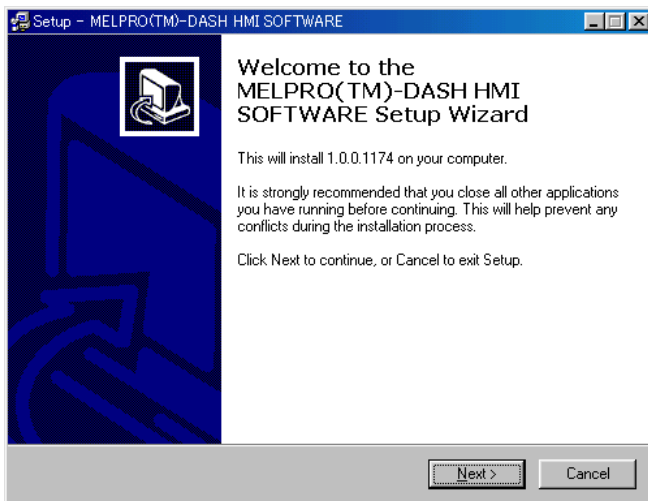 Setup - MELPRO(TM)-DASH HMI SOFTWARE
Welcome to the
MELPRO(TM)-DASH HMI
SOFTWARE Setup Wizard
This will install 1.0.0.1174 on your computer.
It is strongly recommended that you close all other applications
you have running before continuing. This will help prevent any
conflicts during the installation process.
Click Next to continue, or Cancel to exit Setup.
Next >
Cancel